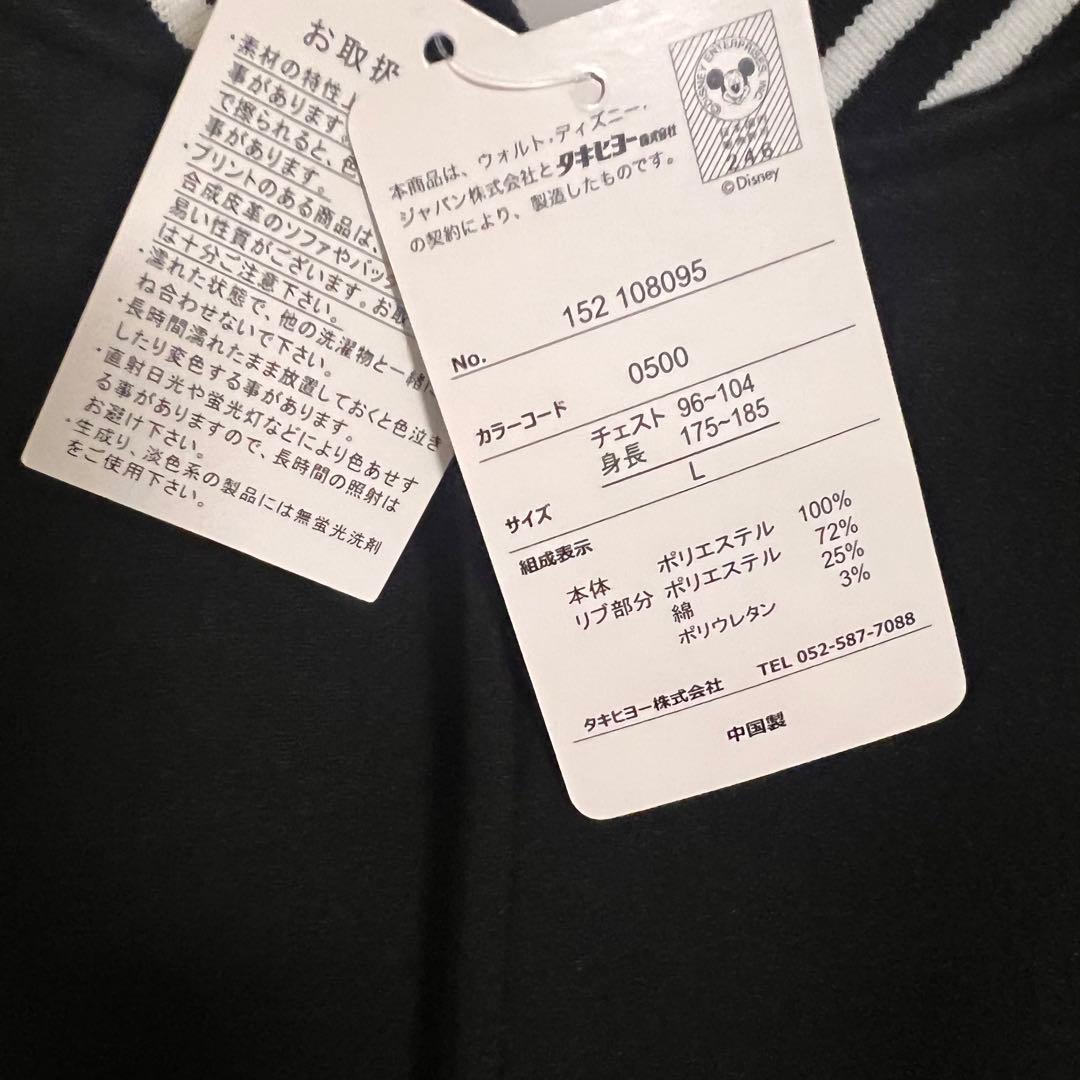 お取扱
・素材の特性上
事があります
で擦られると、色
事があります。
・プリントのある商品は、
合成皮革のソファやバッグ
易い性質がございます。お取
は十分ご注意下さい。
・濡れた状態で、他の洗濯物と一緒に
ね合わせないで下さい。
・長時間濡れたまま放置しておくと色泣き
したり変色する事があります。
・直射日光や蛍光灯などにより色あせす
る事がありますので、長時間の照射は
お避け下さい。
・生成り、淡色系の製品には無蛍光洗剤
をご使用下さい。
本商品は、ウォルト・ディズニー・
ジャパン株式会社とタキヒヨー株式会社
の契約により、製造したものです。
©DISNEY ENTERPRISES, INC.
246
©Disney
No. 152 108095
カラーコード 0500
チェスト 96~104
身長 175~185
サイズ L
組成表示
本体 ポリエステル 100%
リブ部分 ポリエステル 72%
綿 25%
ポリウレタン 3%
タキヒヨー株式会社 TEL 052-587-7088
中国製